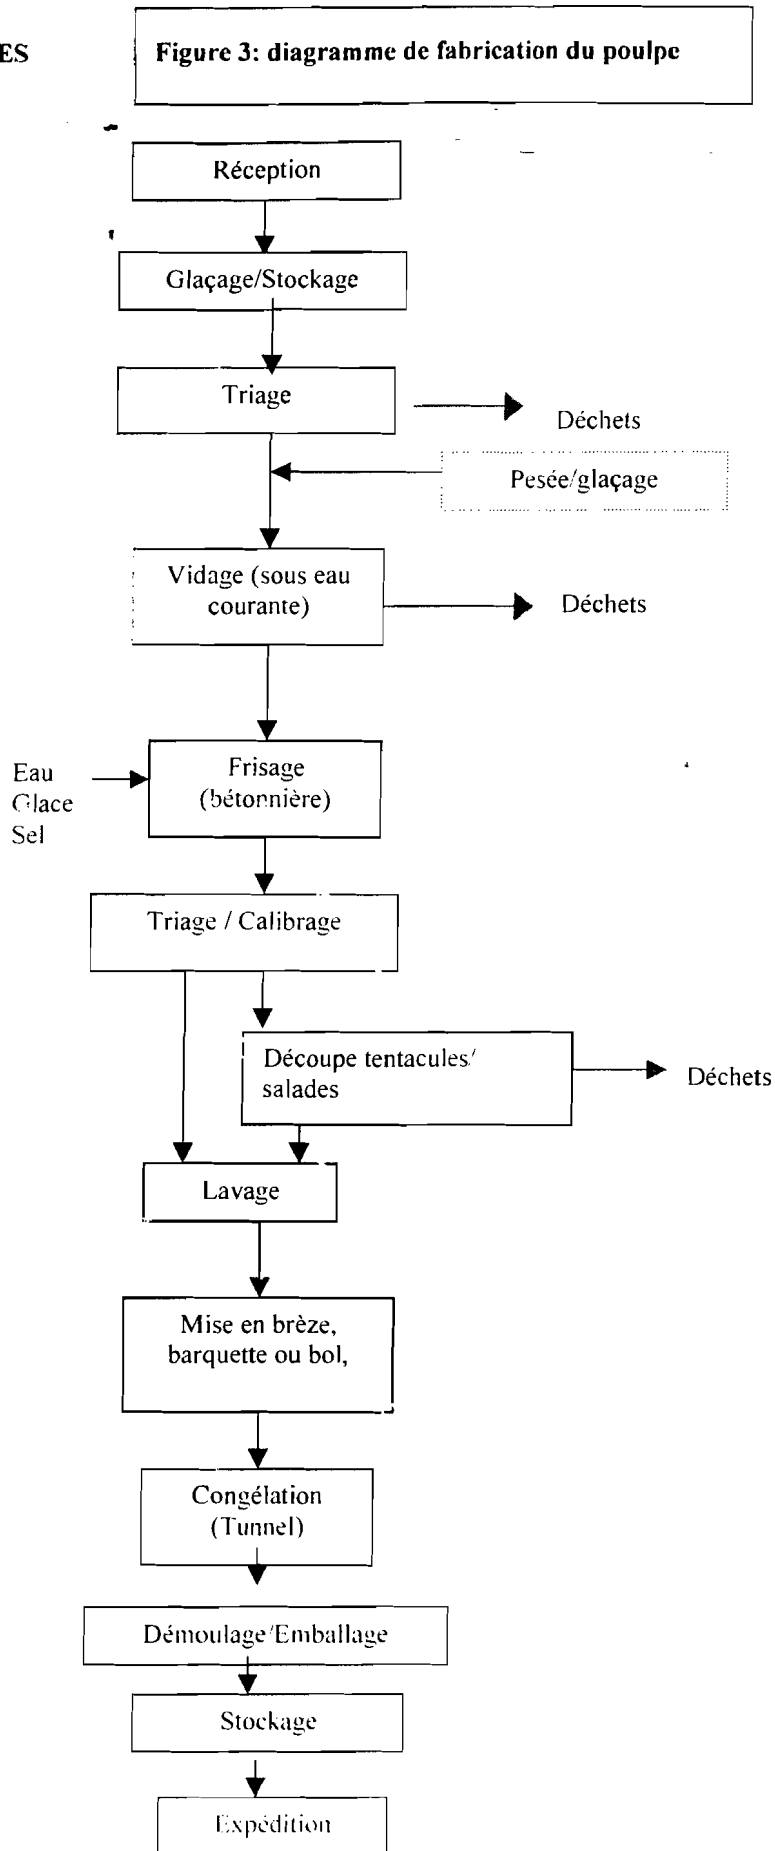 ES
Figure 3: diagramme de fabrication du poulpe
Réception
Glaçage/Stockage
Triage
Déchets
Pesée/glaçage
Vidage (sous eau
courante)
Déchets
Frisage
(bétonnière)
Eau
Glace
Sel
Triage / Calibrage
Découpe tentacules/
salades
Déchets
Lavage
Mise en brèze,
barquette ou bol,
Congélation
(Tunnel)
Démoulage/Emballage
Stockage
Expédition